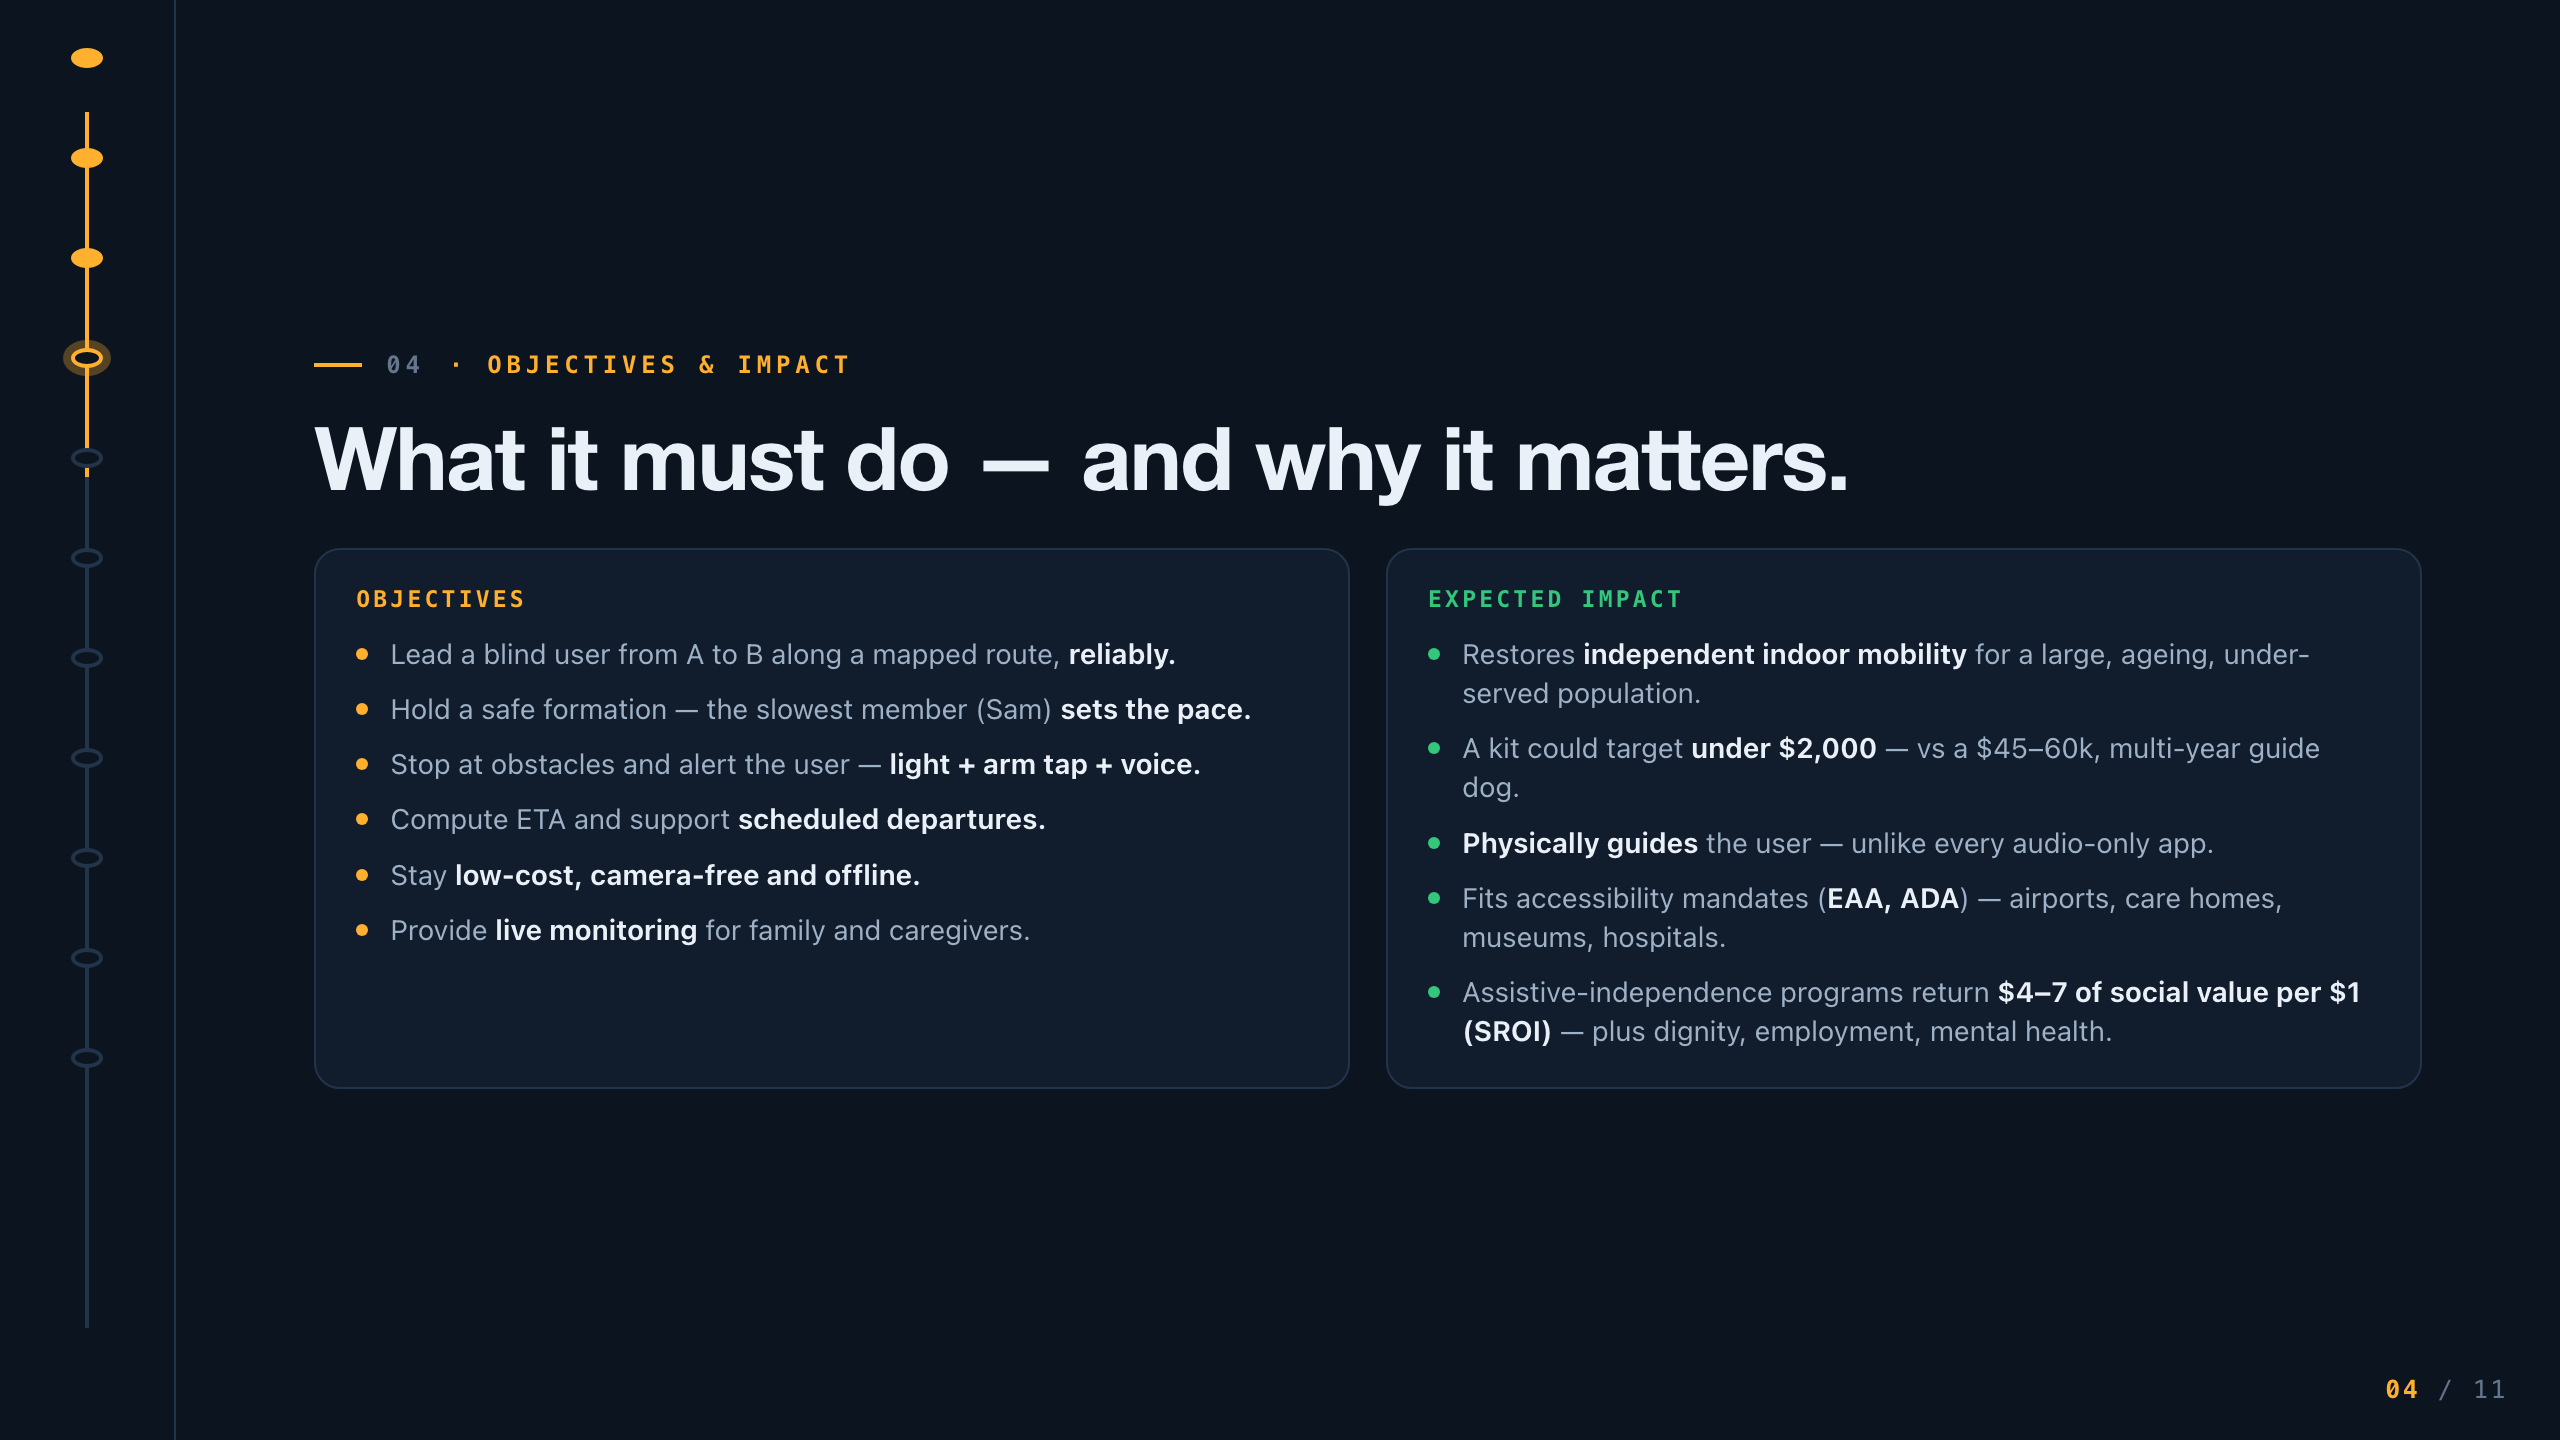 04 · OBJECTIVES & IMPACT
What it must do — and why it matters.
OBJECTIVES
Lead a blind user from A to B along a mapped route, reliably.
Hold a safe formation — the slowest member (Sam) sets the pace.
Stop at obstacles and alert the user — light + arm tap + voice.
Compute ETA and support scheduled departures.
Stay low-cost, camera-free and offline.
Provide live monitoring for family and caregivers.
EXPECTED IMPACT
Restores independent indoor mobility for a large, ageing, under-
served population.
A kit could target under $2,000 — vs a $45–60k, multi-year guide
dog.
Physically guides the user — unlike every audio-only app.
Fits accessibility mandates (EAA, ADA) — airports, care homes,
museums, hospitals.
Assistive-independence programs return $4–7 of social value per $1
(SROI) — plus dignity, employment, mental health.
04 / 11